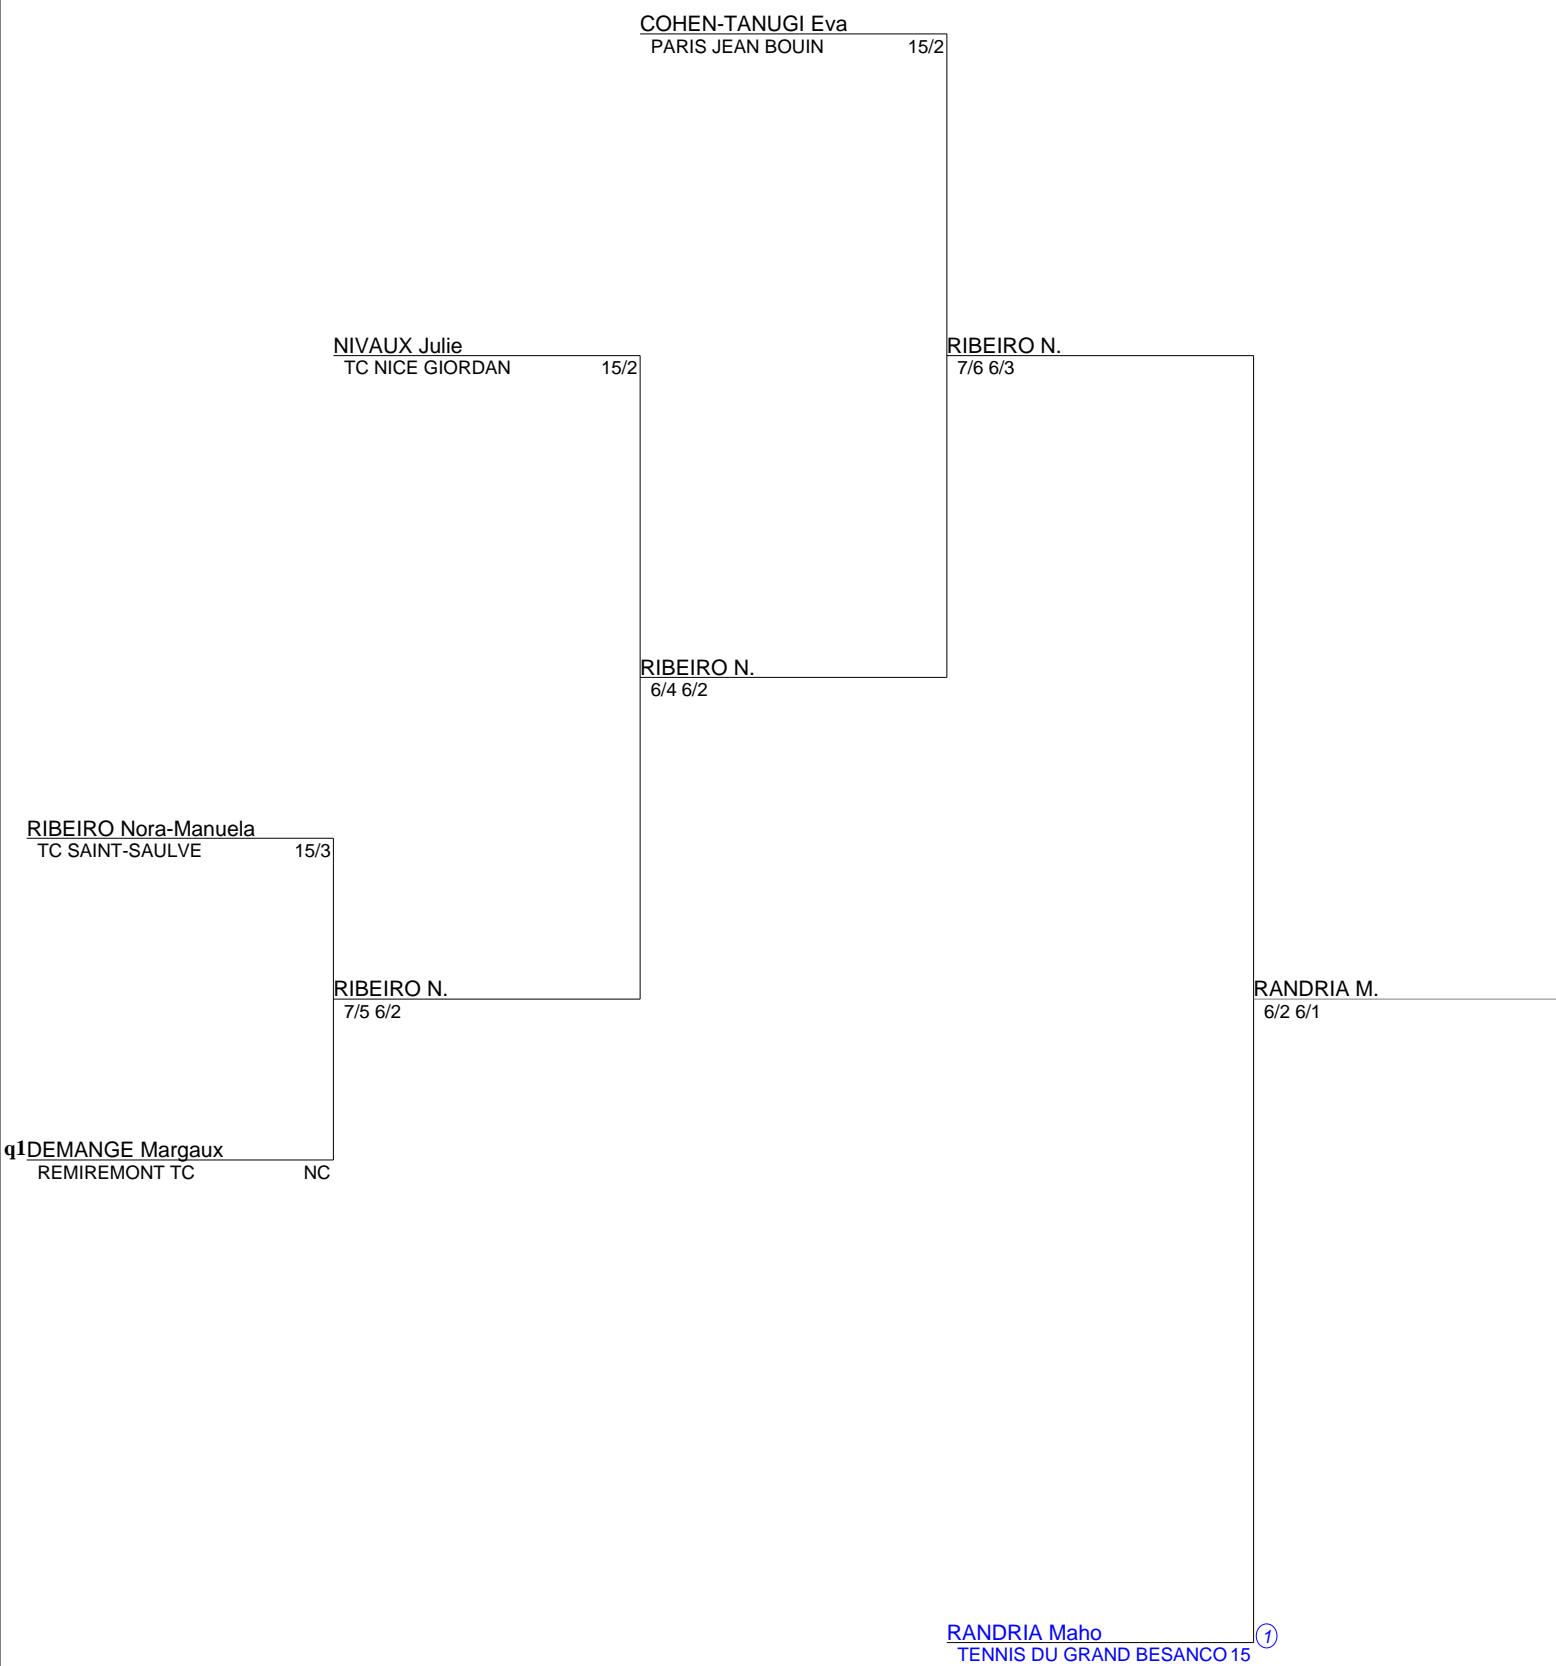 COHEN-TANUGI Eva
PARIS JEAN BOUIN 15/2
NIVAUX Julie
TC NICE GIORDAN 15/2
RIBEIRO N.
7/6 6/3
RIBEIRO N.
6/4 6/2
RIBEIRO Nora-Manuela
TC SAINT-SAULVE 15/3
RIBEIRO N.
7/5 6/2
RANDRIA M.
6/2 6/1
q1 DEMANGE Margaux
REMIREMONT TC NC
RANDRIA Maho 1
TENNIS DU GRAND BESANCO 15